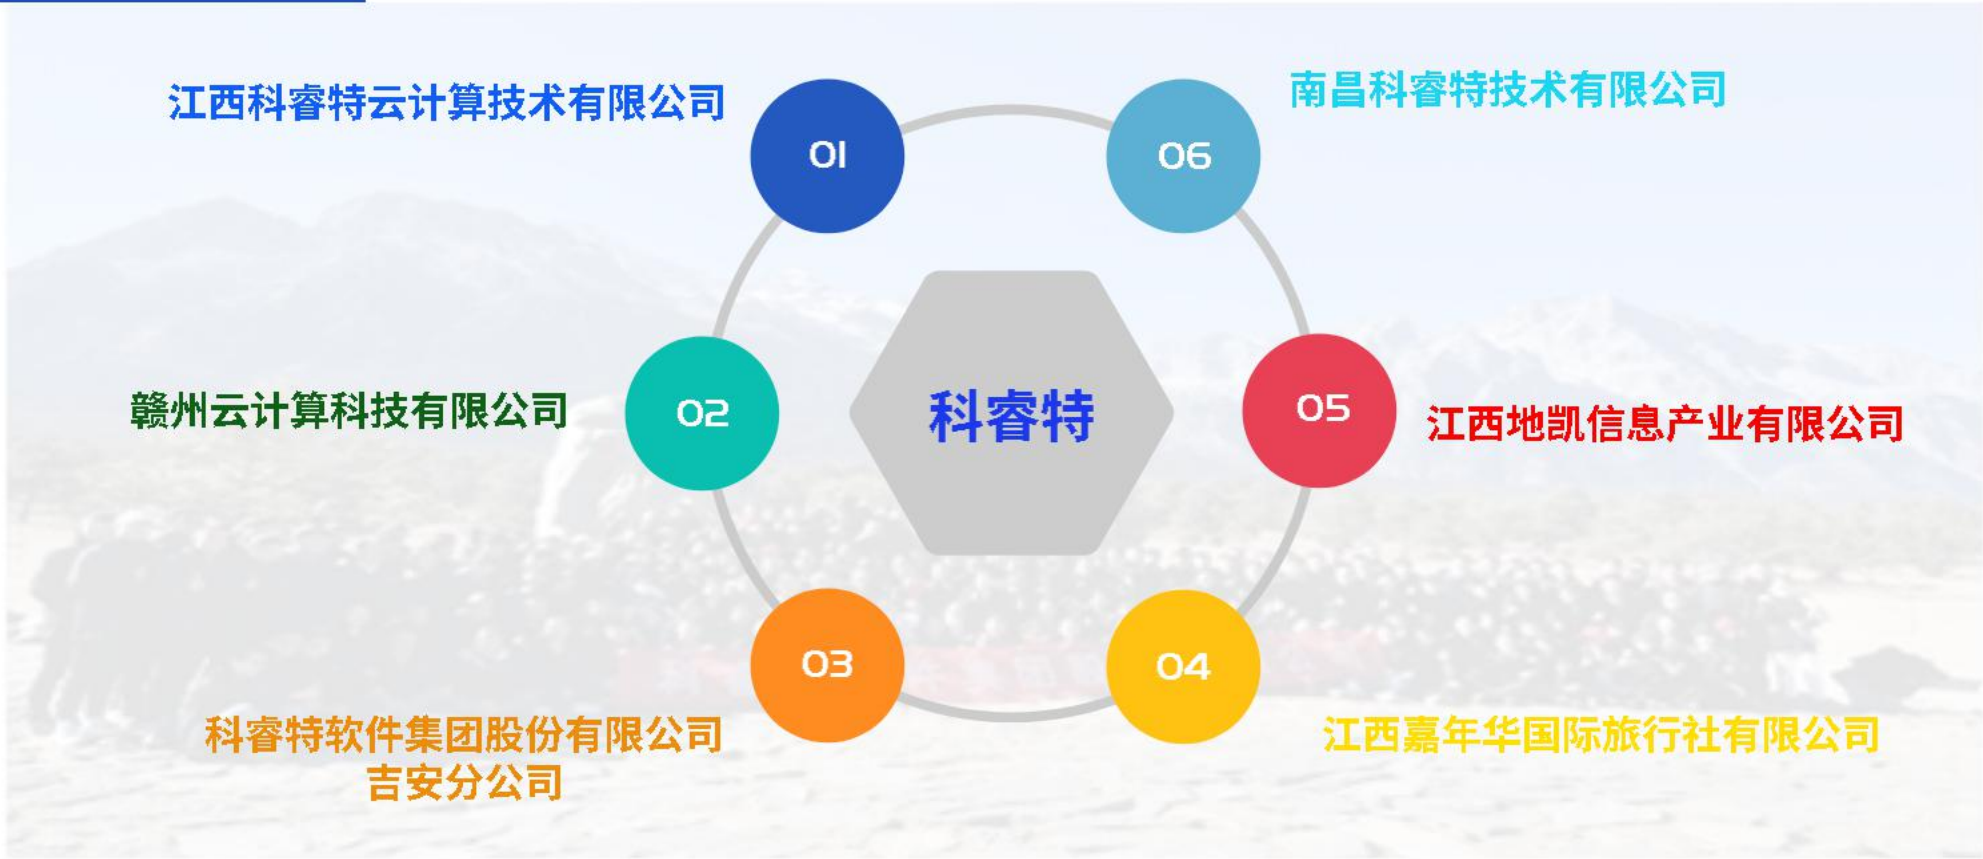 江西科睿特云计算技术有限公司
01
06
南昌科睿特技术有限公司
赣州云计算科技有限公司
02
科睿特
05
江西地凯信息产业有限公司
03
04
科睿特软件集团股份有限公司
吉安分公司
江西嘉年华国际旅行社有限公司